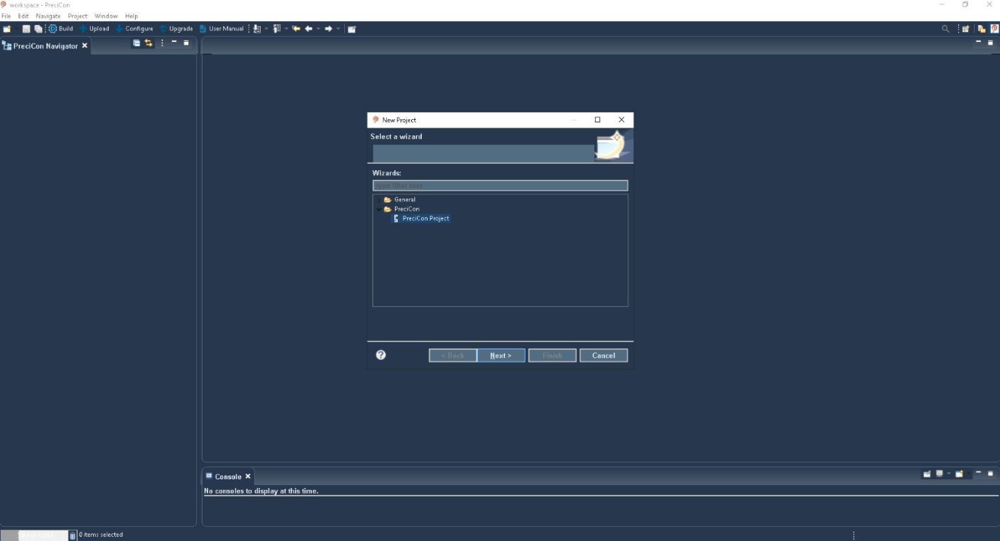 workspace - PreciCon
File Edit Navigate Project Window Help
Build Upload Configure Upgrade User Manual
PreciCon Navigator
New Project
Select a wizard
Wizards:
type filter text
General
PreciCon
PreciCon Project
< Back Next > Finish Cancel
Console
No consoles to display at this time.
0 items selected